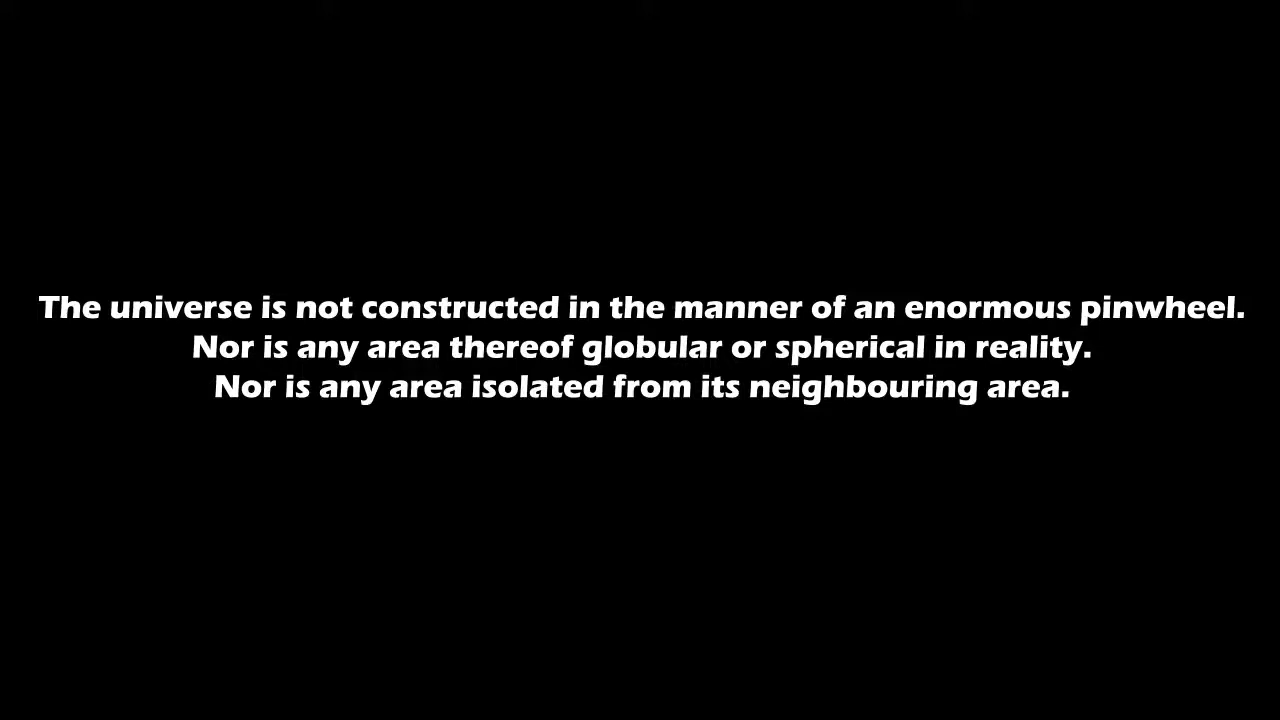 The universe is not constructed in the manner of an enormous pinwheel.
Nor is any area thereof globular or spherical in reality.
Nor is any area isolated from its neighbouring area.